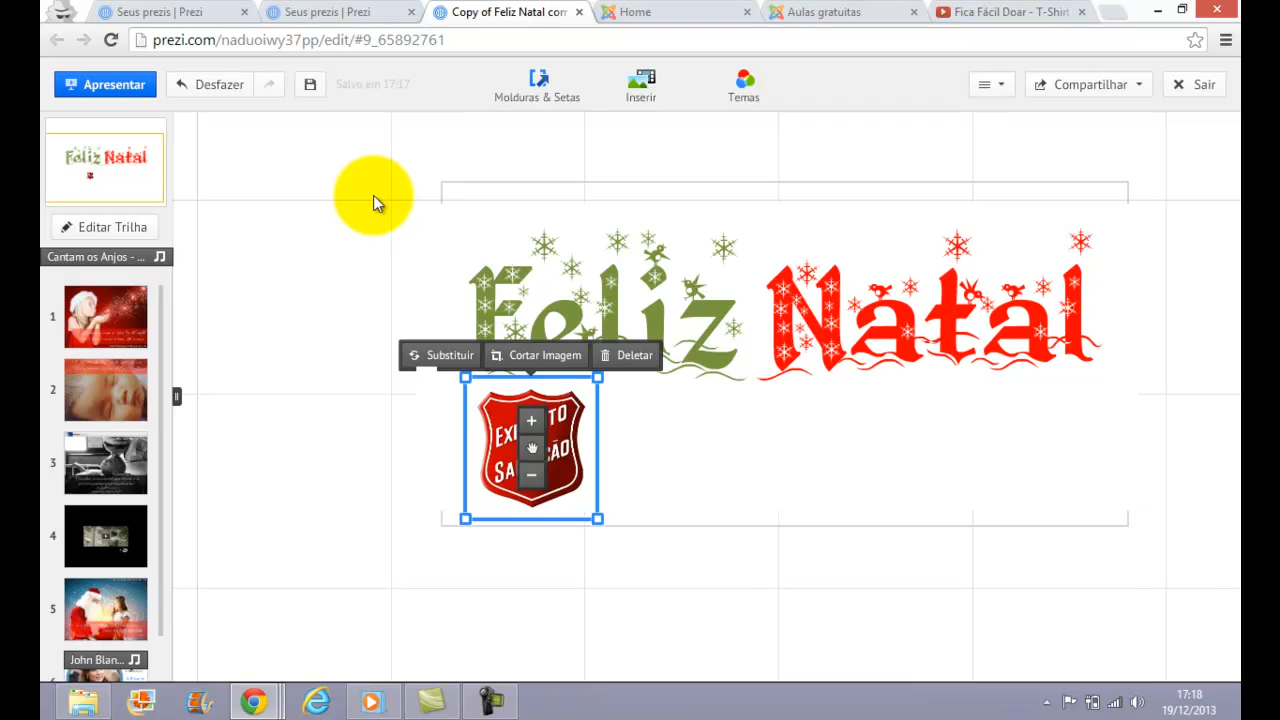 Seus prezis | Prezi
Seus prezis | Prezi
Copy of Feliz Natal com
Home
Aulas gratuitas
Fica Fácil Doar - T-Shirt
prezi.com/naduoiwy37pp/edit/#9_65892761
Apresentar
Desfazer
Salvo em 17:17
Molduras & Setas
Inserir
Temas
Compartilhar
Sair
Feliz Natal
Editar Trilha
Cantam os Anjos - ...
1
2
3
4
5
John Blan...
Feliz Natal
Substituir
Cortar Imagem
Deletar
17:18
19/12/2013